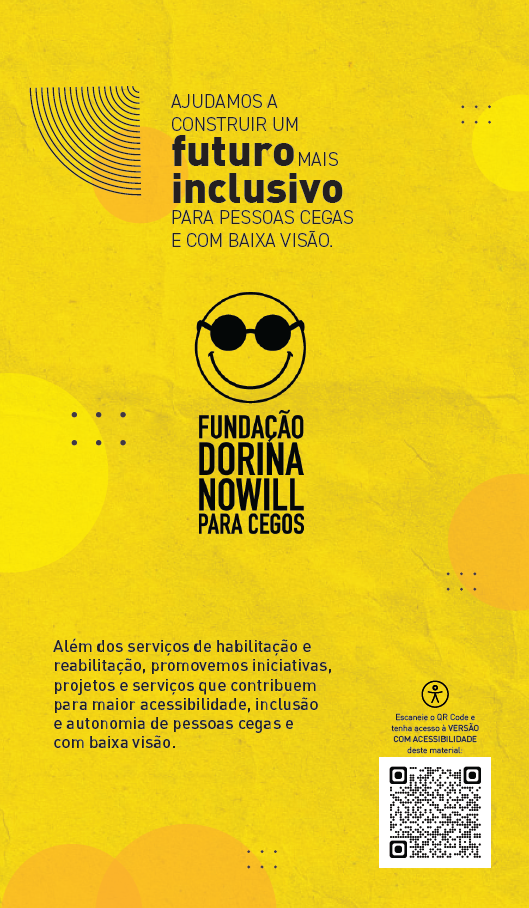 AJUDAMOS A
CONSTRUIR UM
futuro MAIS
inclusivo
PARA PESSOAS CEGAS
E COM BAIXA VISÃO.
FUNDAÇÃO
DORINA
NOWILL
PARA CEGOS
Além dos serviços de habilitação e
reabilitação, promovemos iniciativas,
projetos e serviços que contribuem
para maior acessibilidade, inclusão
e autonomia de pessoas cegas e
com baixa visão.
Escaneie o QR Code e
tenha acesso à VERSÃO
COM ACESSIBILIDADE
deste material: